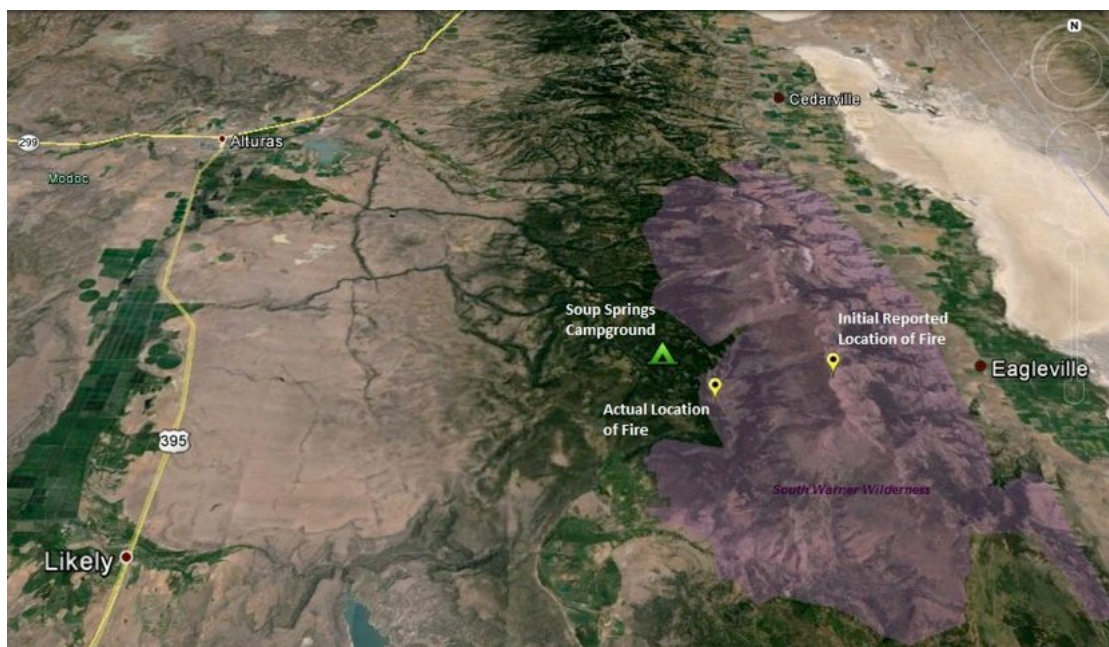 N
Cedarville
299
Alturas
Modoc
Soup Springs
Campground
Initial Reported
Location of Fire
Eagleville
Actual Location
of Fire
395
South Warner Wilderness
Likely